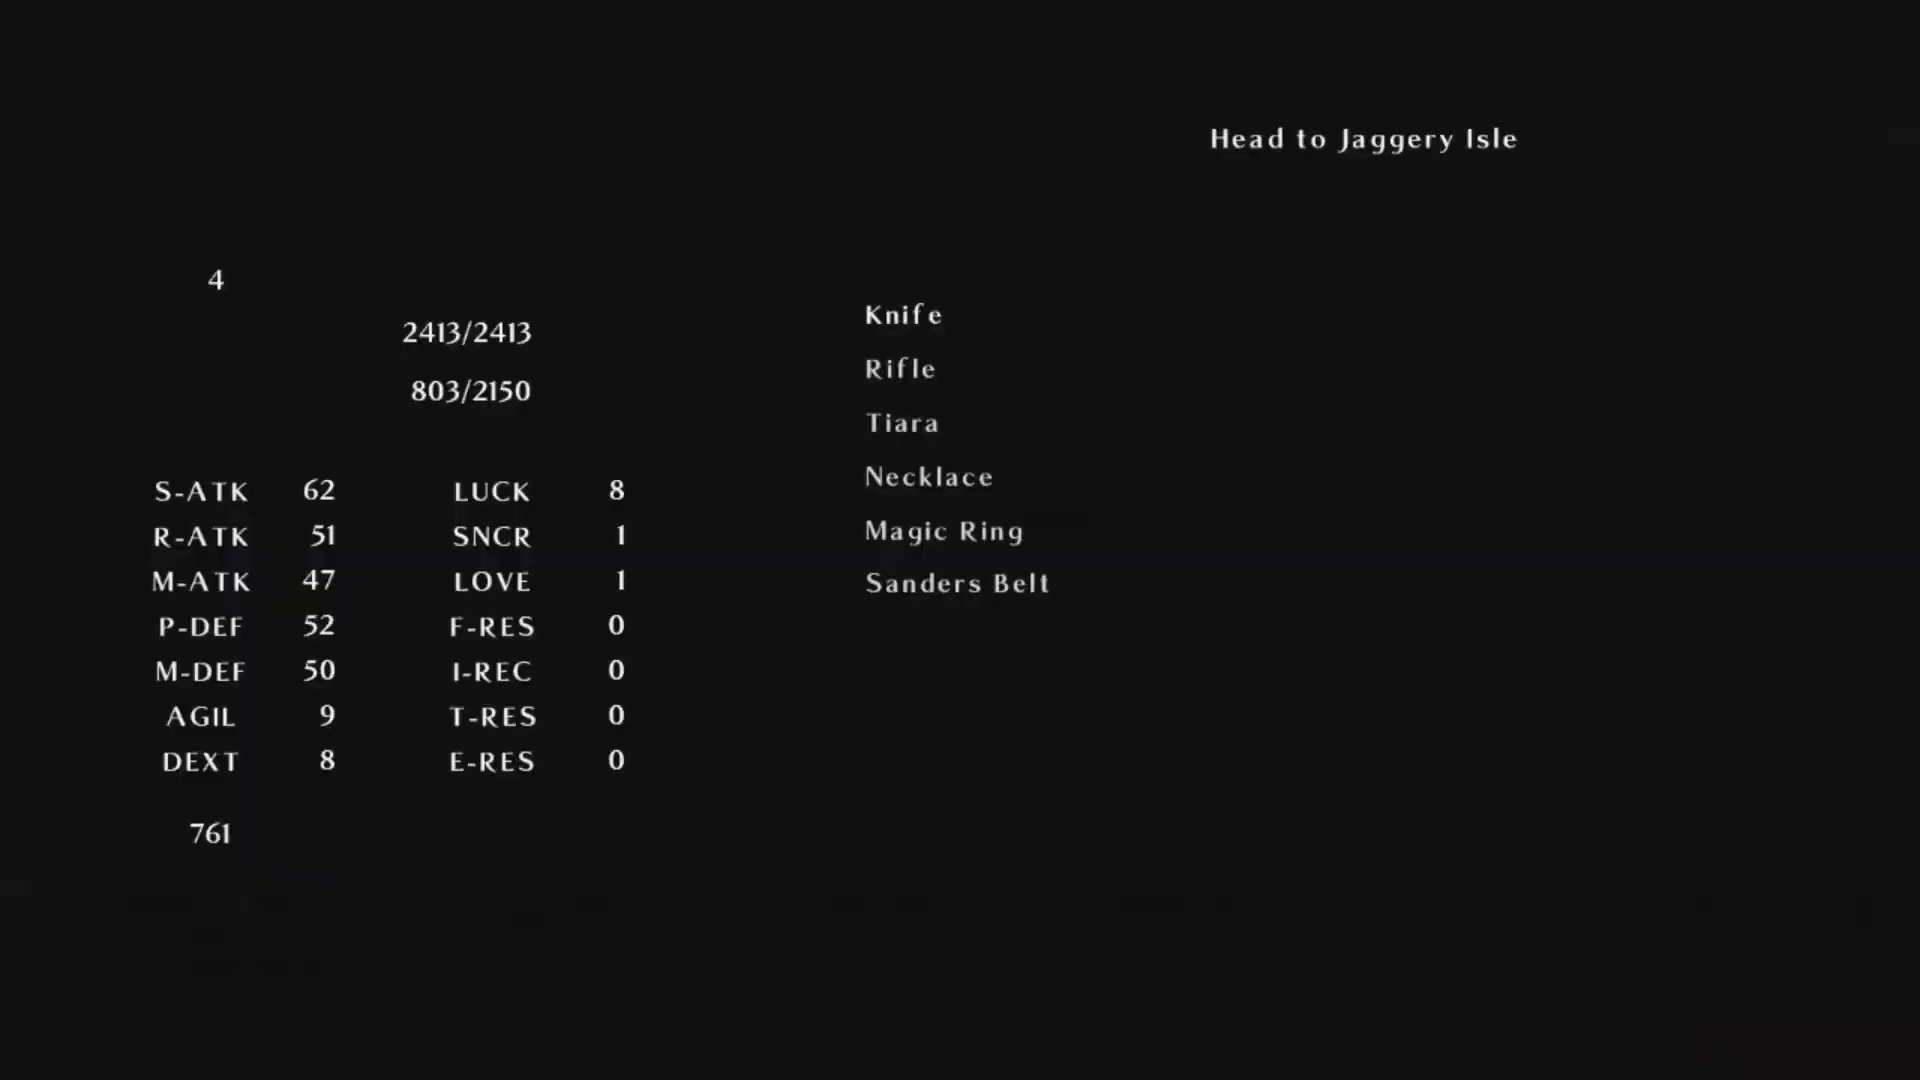 Head to Jaggery Isle
4
2413/2413
803/2150
S-ATK 62 LUCK 8
R-ATK 51 SNCR 1
M-ATK 47 LOVE 1
P-DEF 52 F-RES 0
M-DEF 50 I-REC 0
AGIL 9 T-RES 0
DEXT 8 E-RES 0
761
Knife
Rifle
Tiara
Necklace
Magic Ring
Sanders Belt